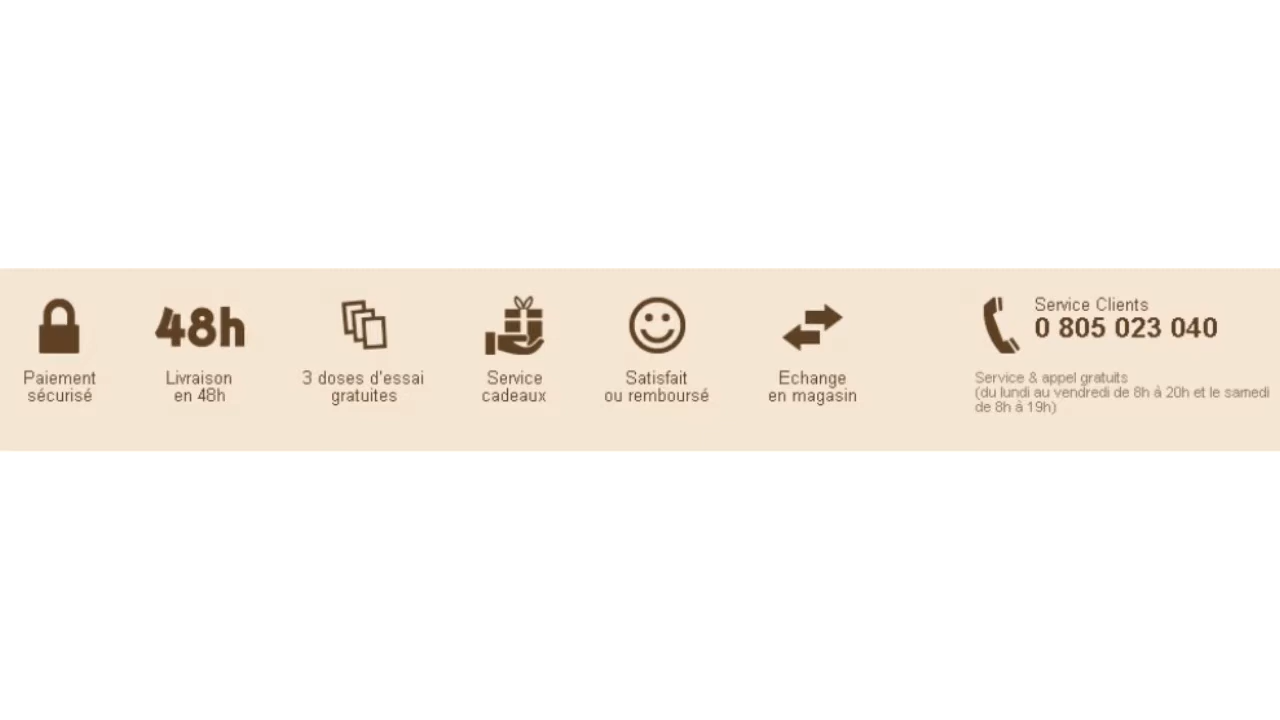 Paiement
sécurisé
48h
Livraison
en 48h
3 doses d'essai
gratuites
Service
cadeaux
Satisfait
ou remboursé
Echange
en magasin
Service Clients
0 805 023 040
Service & appel gratuits
(du lundi au vendredi de 8h à 20h et le samedi
de 8h à 19h)